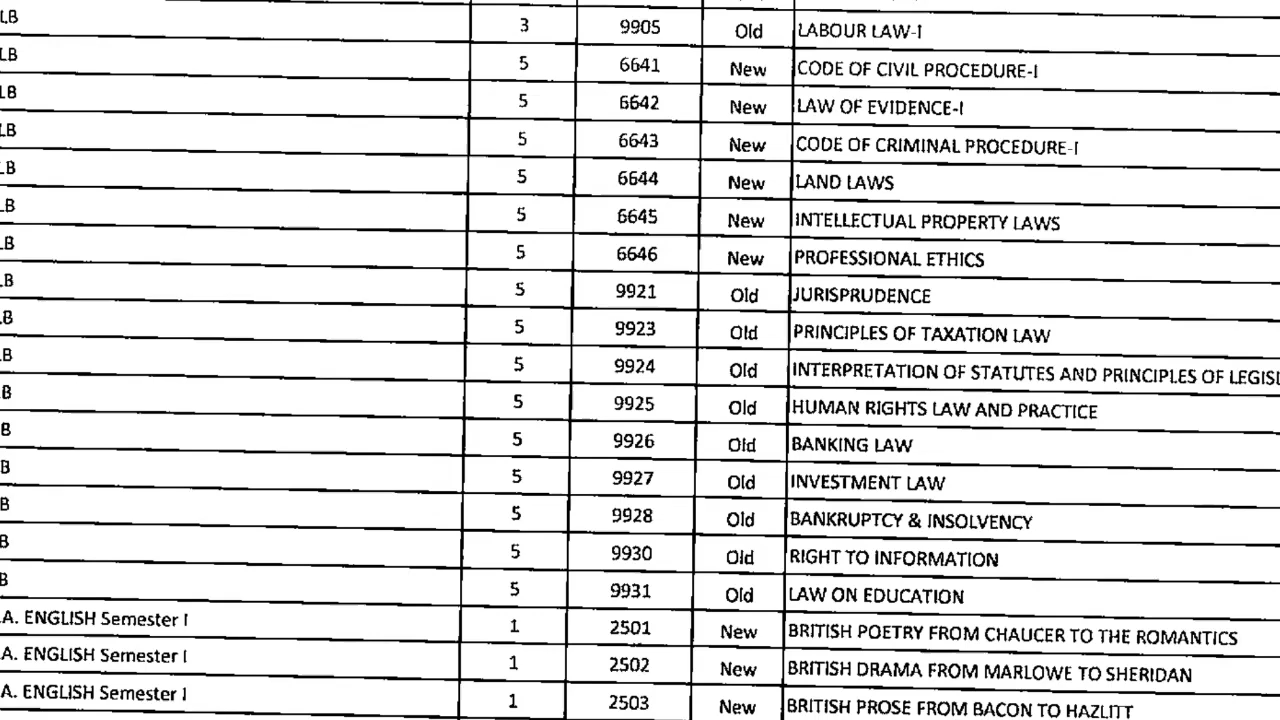 LB 3 9905 Old LABOUR LAW-I
LB 5 6641 New CODE OF CIVIL PROCEDURE-I
LB 5 6642 New LAW OF EVIDENCE-I
LB 5 6643 New CODE OF CRIMINAL PROCEDURE-I
LB 5 6644 New LAND LAWS
LB 5 6645 New INTELLECTUAL PROPERTY LAWS
LB 5 6646 New PROFESSIONAL ETHICS
LB 5 9921 Old JURISPRUDENCE
LB 5 9923 Old PRINCIPLES OF TAXATION LAW
LB 5 9924 Old INTERPRETATION OF STATUTES AND PRINCIPLES OF LEGISL
LB 5 9925 Old HUMAN RIGHTS LAW AND PRACTICE
B 5 9926 Old BANKING LAW
B 5 9927 Old INVESTMENT LAW
B 5 9928 Old BANKRUPTCY & INSOLVENCY
B 5 9930 Old RIGHT TO INFORMATION
B 5 9931 Old LAW ON EDUCATION
.A. ENGLISH Semester I 1 2501 New BRITISH POETRY FROM CHAUCER TO THE ROMANTICS
A. ENGLISH Semester I 1 2502 New BRITISH DRAMA FROM MARLOWE TO SHERIDAN
A. ENGLISH Semester I 1 2503 New BRITISH PROSE FROM BACON TO HAZLITT